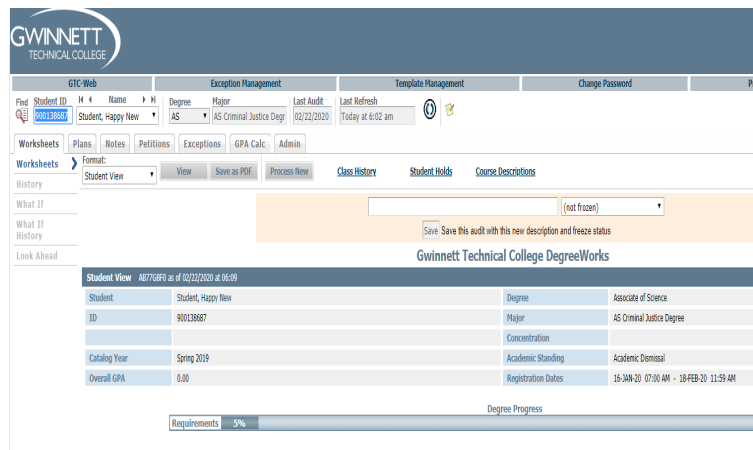 GWINNETT
TECHNICAL COLLEGE
GTC-Web Exception Management Template Management Change Password
Find Student ID Name Degree Major Last Audit Last Refresh
900138687 Student, Happy New AS AS Criminal Justice Degr 02/22/2020 Today at 6:02 am
Worksheets Plans Notes Petitions Exceptions GPA Calc Admin
Worksheets
History
What If
What If
History
Look Ahead
Format:
Student View View Save as PDF Process New Class History Student Holds Course Descriptions
(not frozen)
Save Save this audit with this new description and freeze status
Gwinnett Technical College DegreeWorks
Student View AB77G8F0 as of 02/22/2020 at 06:09
Student Student, Happy New Degree Associate of Science
ID 900138687 Major AS Criminal Justice Degree
Concentration
Catalog Year Spring 2019 Academic Standing Academic Dismissal
Overall GPA 0.00 Registration Dates 16-JAN-20 07:00 AM - 18-FEB-20 11:59 AM
Degree Progress
Requirements 5%